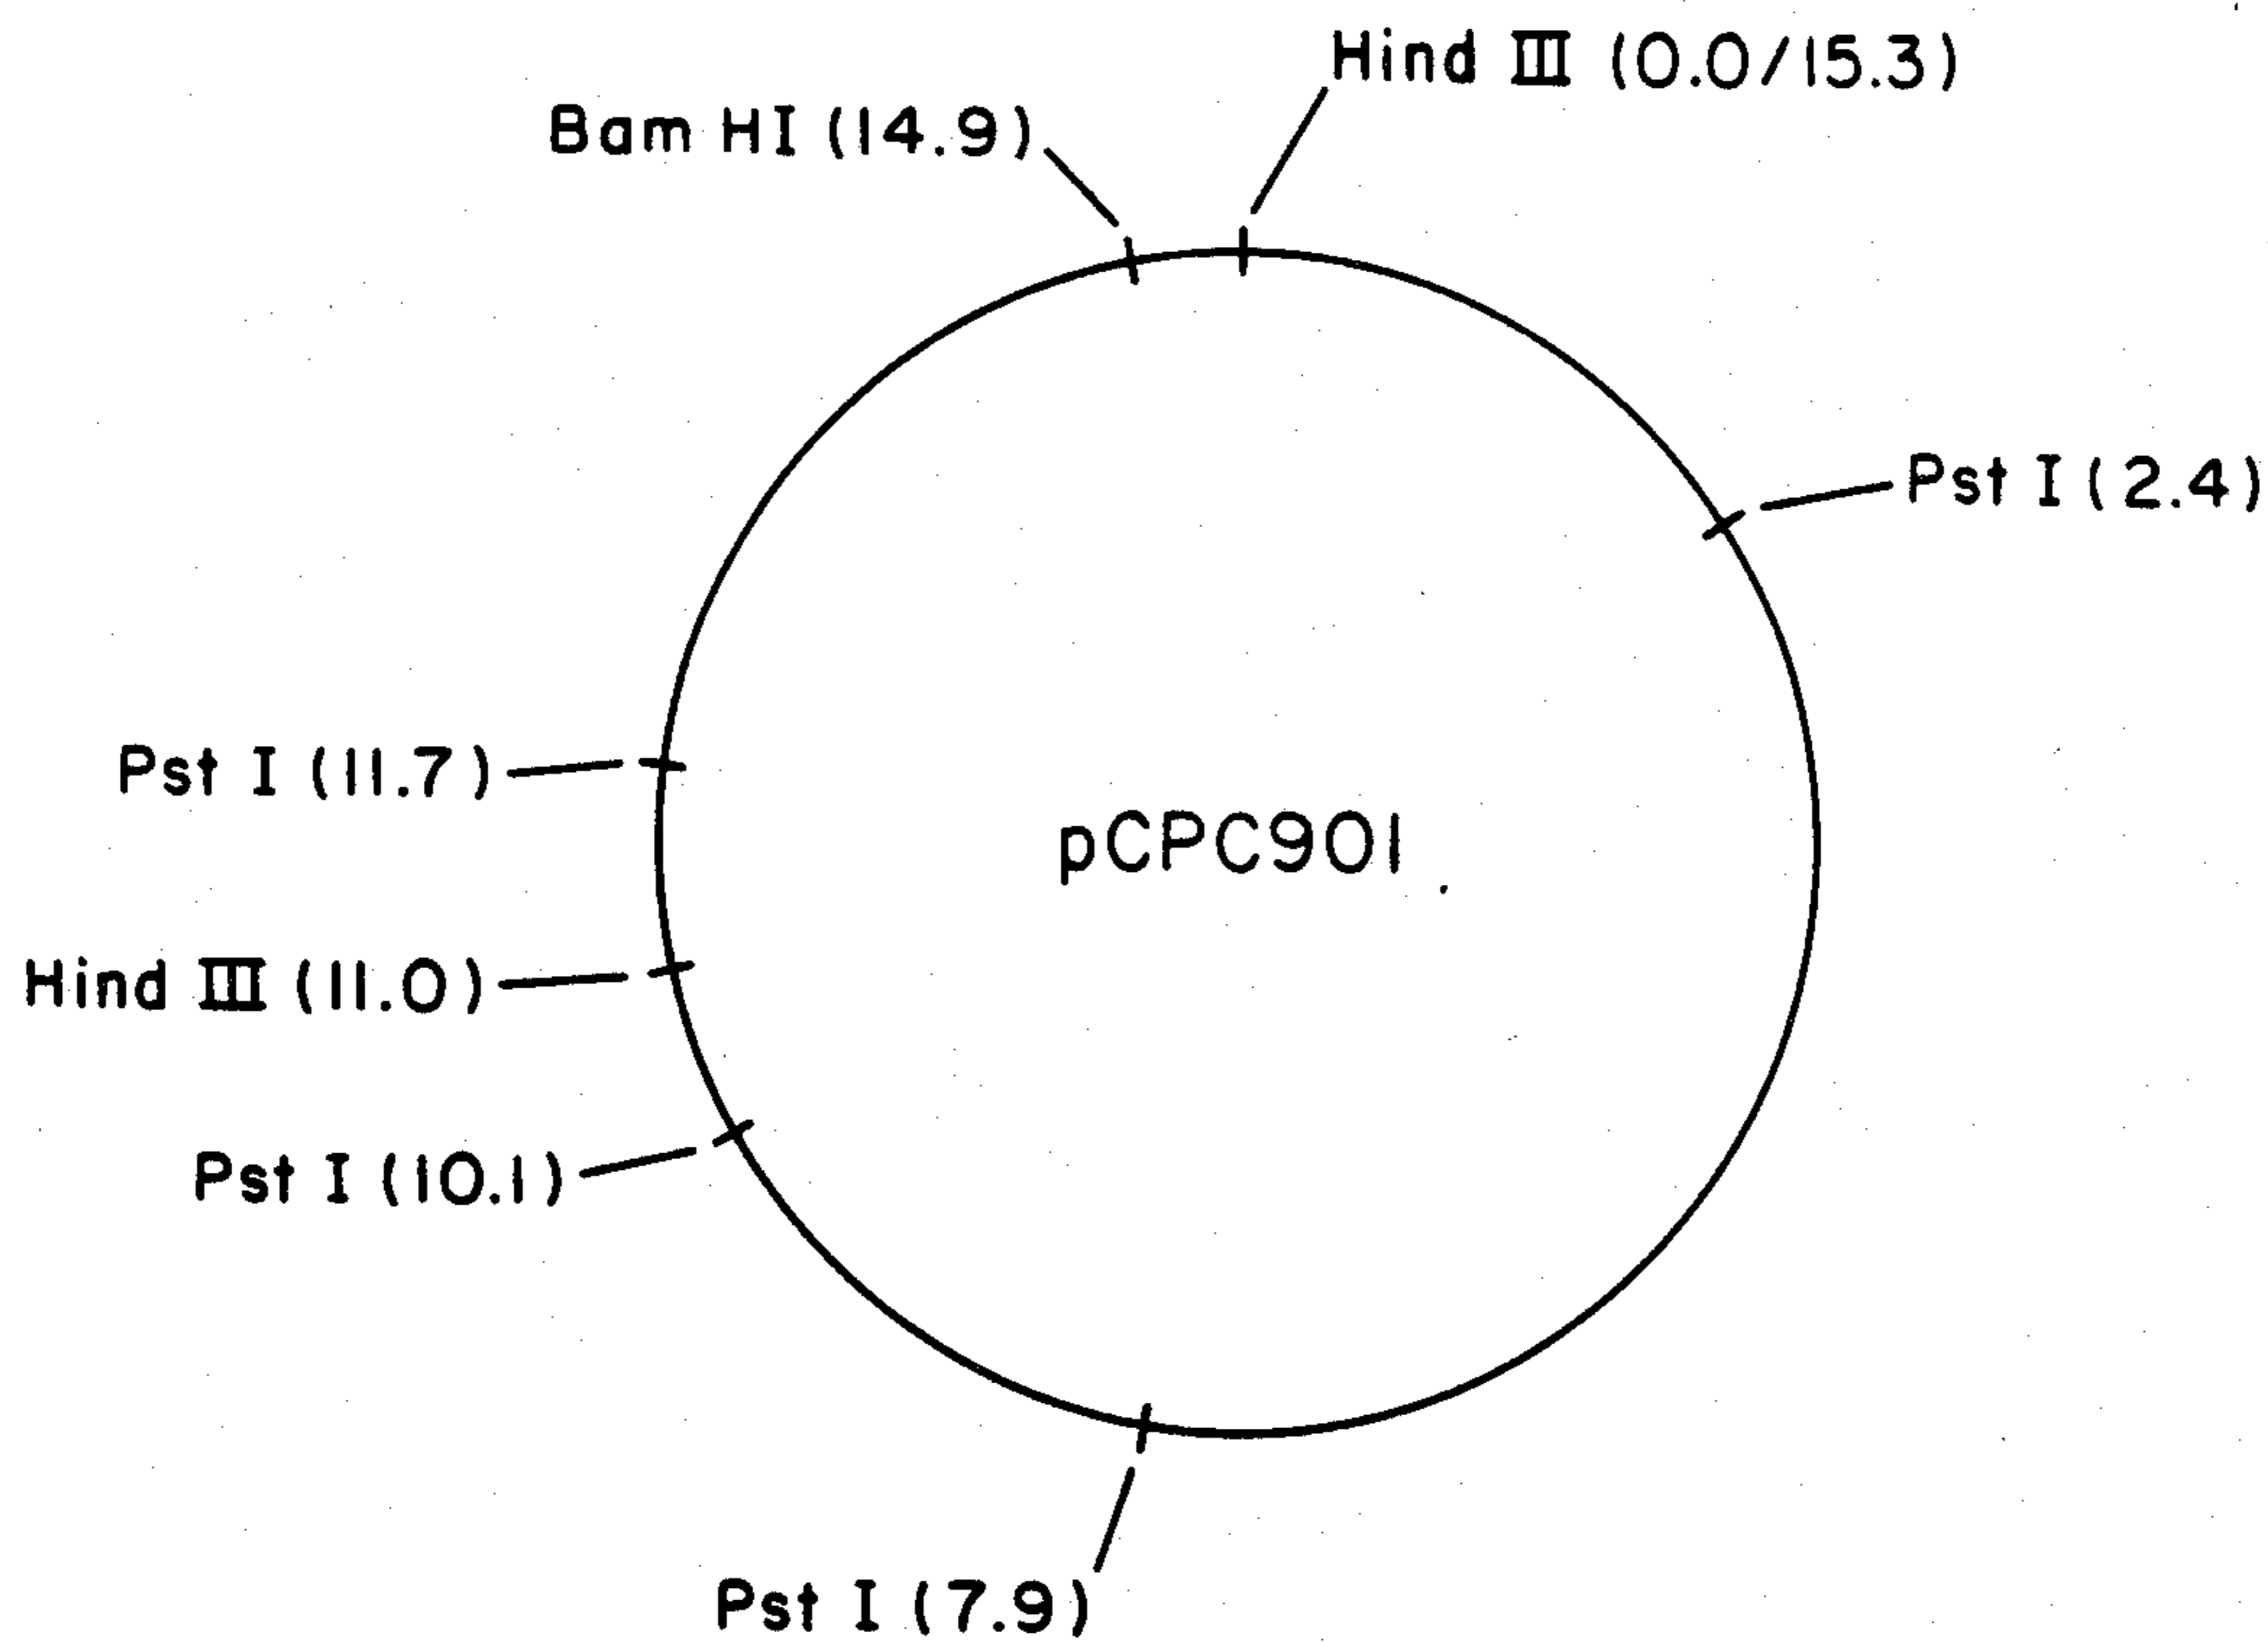 Hind III (0.0/15.3)
Bam HI (14.9)
Pst I (2.4)
Pst I (11.7)
pCPC901
Hind III (11.0)
Pst I (10.1)
Pst I (7.9)